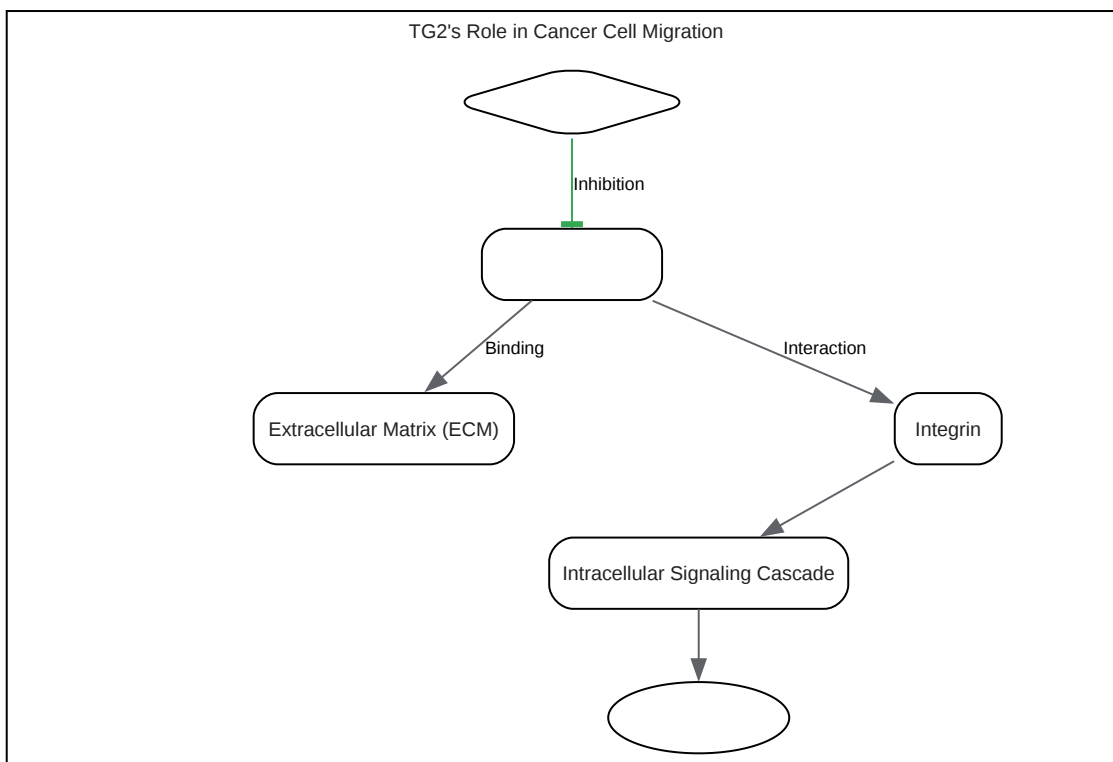 TG2's Role in Cancer Cell Migration
Inhibition
Binding
Interaction
Extracellular Matrix (ECM)
Integrin
Intracellular Signaling Cascade